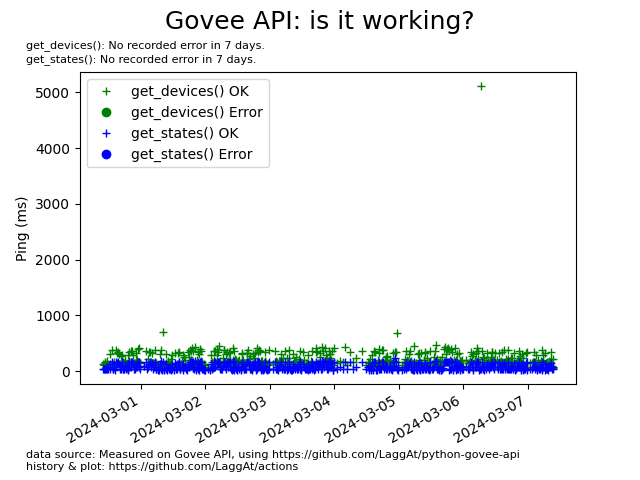 Govee API: is it working?
get_devices(): No recorded error in 7 days.
get_states(): No recorded error in 7 days.
get_devices() OK
get_devices() Error
get_states() OK
get_states() Error
5000
4000
3000
2000
1000
0
Ping (ms)
2024-03-01
2024-03-02
2024-03-03
2024-03-04
2024-03-05
2024-03-06
2024-03-07
data source: Measured on Govee API, using https://github.com/LaggAt/python-govee-api
history & plot: https://github.com/LaggAt/actions